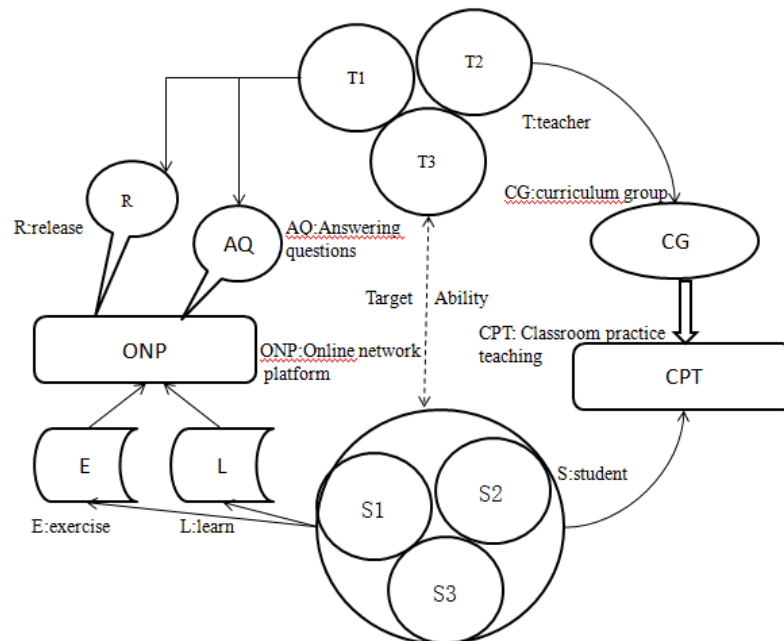 T1
T2
T3
T:teacher
R
R:release
AQ
AQ:Answering
questions
CG:curriculum group
CG
Target
Ability
ONP
ONP:Online network
platform
CPT: Classroom practice
teaching
CPT
E
L
E:exercise
L:learn
S1
S2
S3
S:student